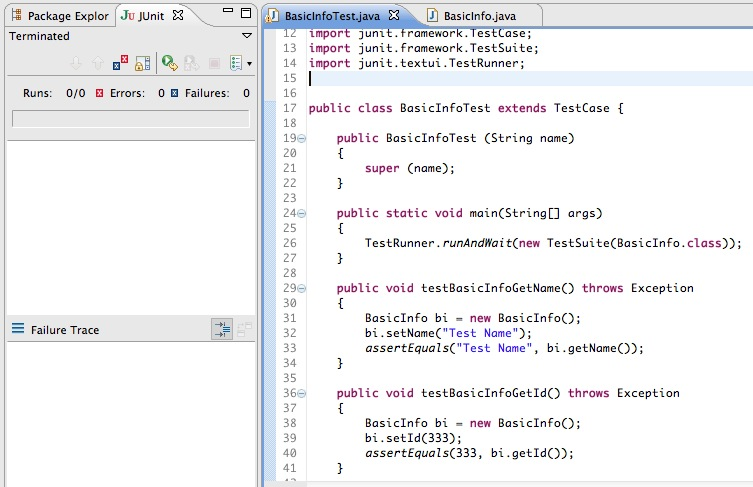 Package Explor
JUnit
BasicInfoTest.java
BasicInfo.java
Terminated
Runs: 0/0
Errors: 0
Failures: 0
Failure Trace
12 import junit.framework.TestCase;
13 import junit.framework.TestSuite;
14 import junit.textui.TestRunner;
15
16
17 public class BasicInfoTest extends TestCase {
18
19 public BasicInfoTest (String name)
20 {
21 super (name);
22 }
23
24 public static void main(String[] args)
25 {
26 TestRunner.runAndWait(new TestSuite(BasicInfo.class));
27 }
28
29 public void testBasicInfoGetName() throws Exception
30 {
31 BasicInfo bi = new BasicInfo();
32 bi.setName("Test Name");
33 assertEquals("Test Name", bi.getName());
34 }
35
36 public void testBasicInfoGetId() throws Exception
37 {
38 BasicInfo bi = new BasicInfo();
39 bi.setId(333);
40 assertEquals(333, bi.getId());
41 }